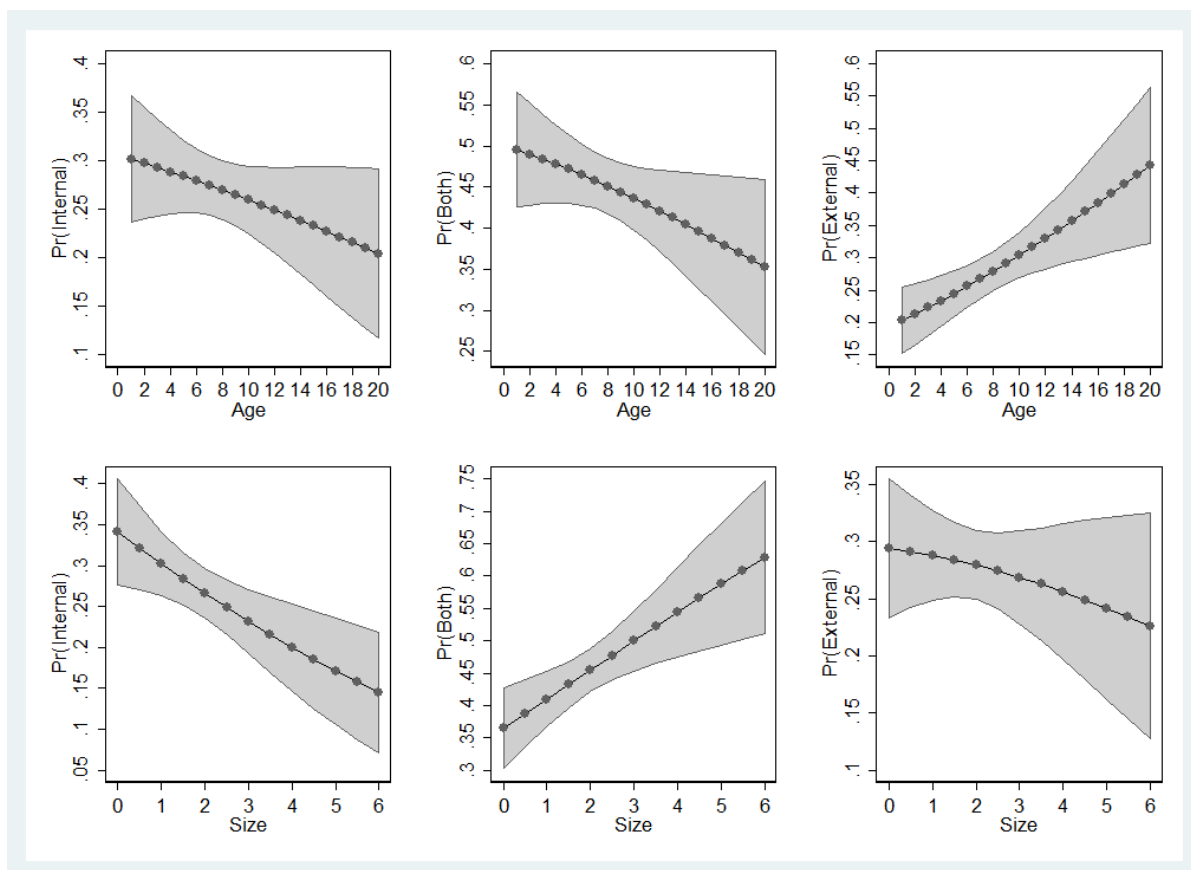 Pr(Internal)
.4
.35
.3
.25
.2
.15
.1
0 2 4 6 8 10 12 14 16 18 20
Age
Pr(Both)
.6
.55
.5
.45
.4
.35
.3
.25
0 2 4 6 8 10 12 14 16 18 20
Age
Pr(External)
.6
.55
.5
.45
.4
.35
.3
.25
.2
.15
0 2 4 6 8 10 12 14 16 18 20
Age
Pr(Internal)
.4
.35
.3
.25
.2
.15
.1
.05
0 1 2 3 4 5 6
Size
Pr(Both)
.75
.7
.65
.6
.55
.5
.45
.4
.35
.3
0 1 2 3 4 5 6
Size
Pr(External)
.35
.3
.25
.2
.15
.1
0 1 2 3 4 5 6
Size